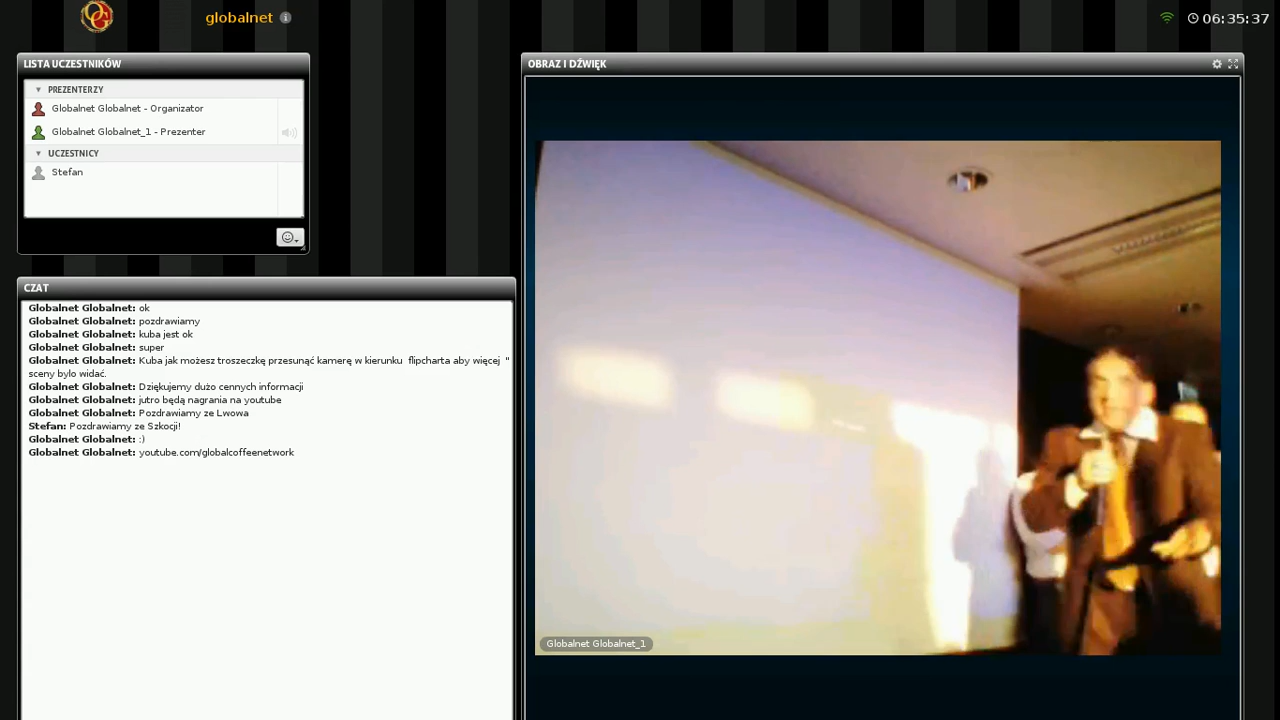 OG
globalnet
06:35:37
LISTA UCZESTNIKÓW
PREZENTERZY
Globalnet Globalnet - Organizator
Globalnet Globalnet_1 - Prezenter
UCZESTNICY
Stefan
CZAT
Globalnet Globalnet: ok
Globalnet Globalnet: pozdrawiamy
Globalnet Globalnet: kuba jest ok
Globalnet Globalnet: super
Globalnet Globalnet: Kuba jak możesz troszeczkę przesunąć kamerę w kierunku flipcharta aby więcej "
sceny bylo widać.
Globalnet Globalnet: Dziękujemy dużo cennych informacji
Globalnet Globalnet: jutro będą nagrania na youtube
Globalnet Globalnet: Pozdrawiamy ze Lwowa
Stefan: Pozdrawiamy ze Szkocji!
Globalnet Globalnet: :)
Globalnet Globalnet: youtube.com/globalcoffeenetwork
OBRAZ I DŹWIĘK
Globalnet Globalnet_1